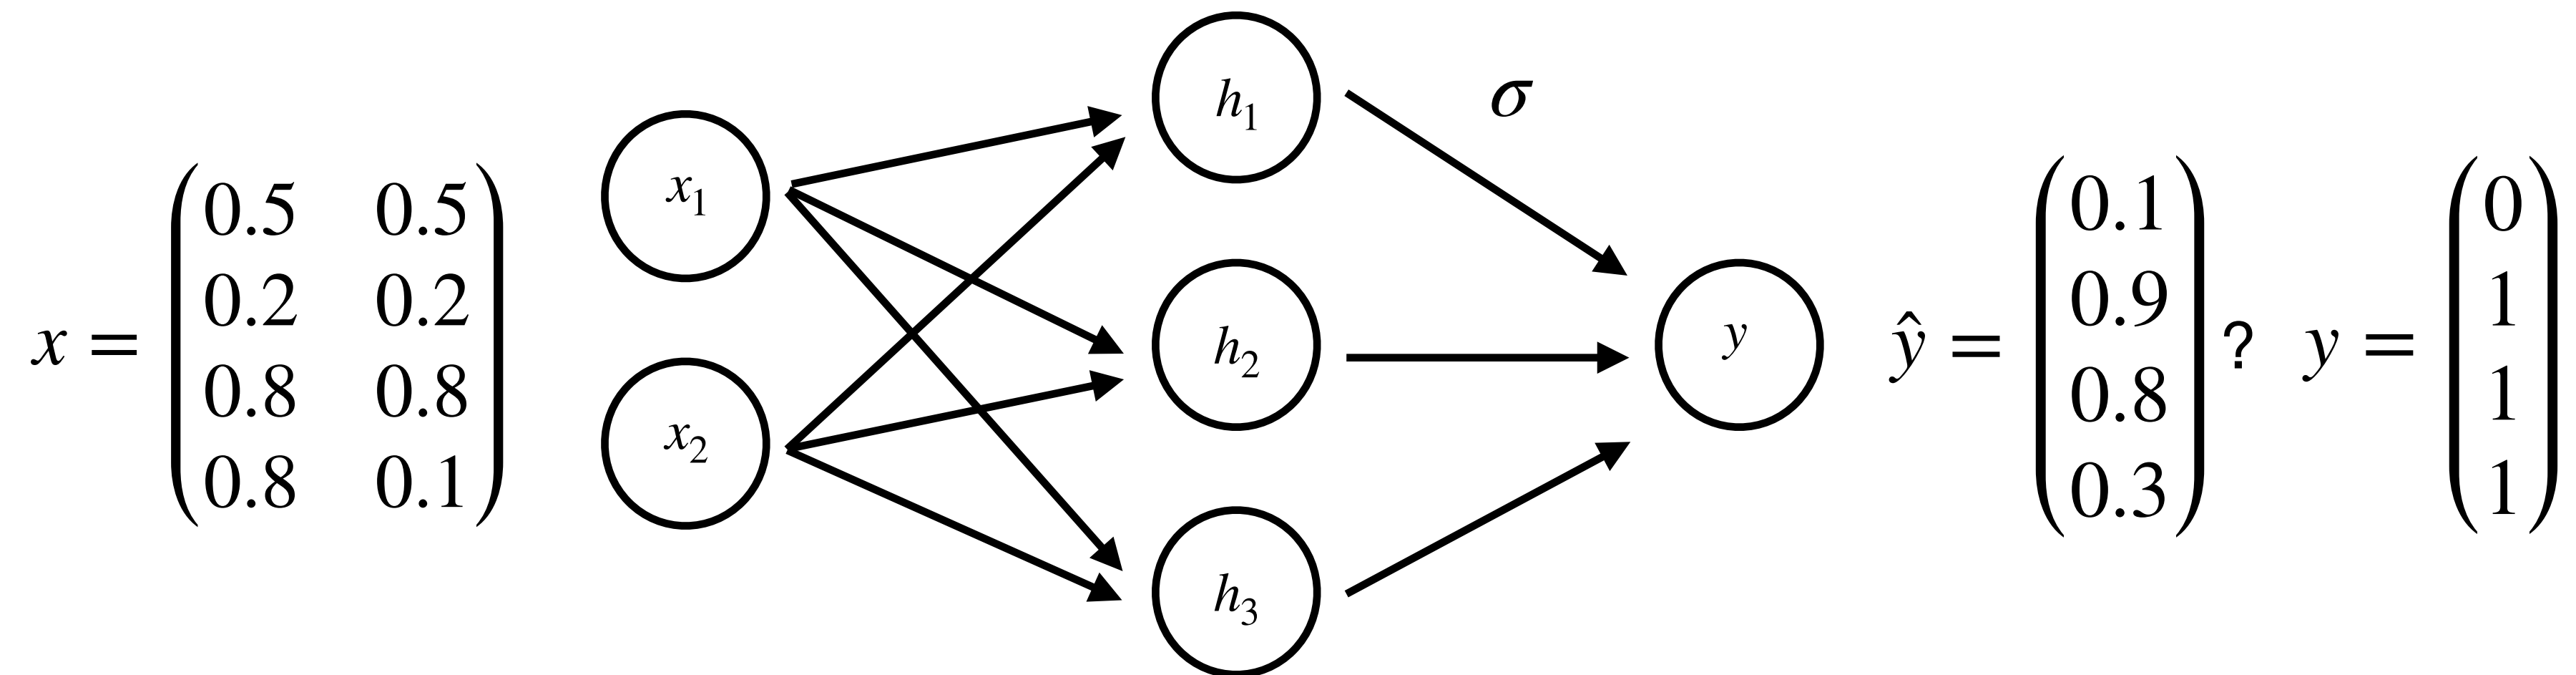 x = (0.5 0.5
0.2 0.2
0.8 0.8
0.8 0.1)
x₁
x₂
h₁
h₂
h₃
σ
y
ŷ = (0.1
0.9
0.8
0.3) ?
y = (0
1
1
1)